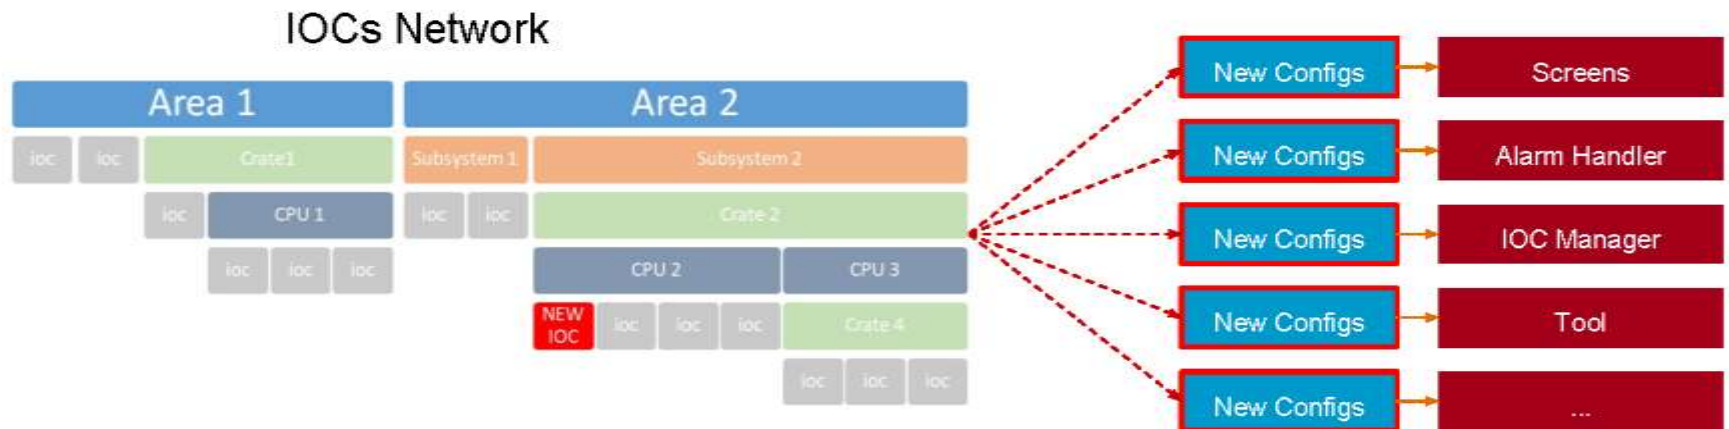 IOCs Network
Area 1
Area 2
ioc
ioc
Crate1
Subsystem 1
Subsystem 2
ioc
CPU 1
ioc
ioc
Crate 2
ioc
ioc
ioc
CPU 2
CPU 3
NEW
IOC
ioc
ioc
ioc
Crate 4
ioc
ioc
ioc
New Configs
Screens
New Configs
Alarm Handler
New Configs
IOC Manager
New Configs
Tool
New Configs
...